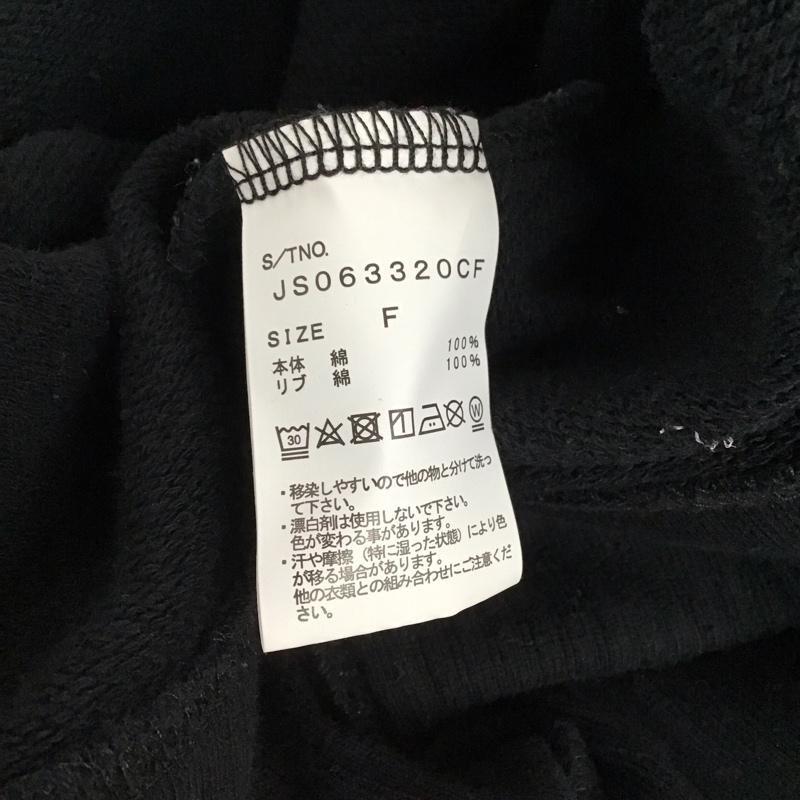 S/TNO.
JS063320CF
SIZE F
本体 綿 100%
リブ 綿 100%
30 W
・移染しやすいので他の物と分けて洗っ
て下さい。
・漂白剤は使用しないで下さい。
色が変わる事があります。
・汗や摩擦（特に湿った状態）により色
が移る場合があります。
他の衣類との組み合わせにご注意くだ
さい。